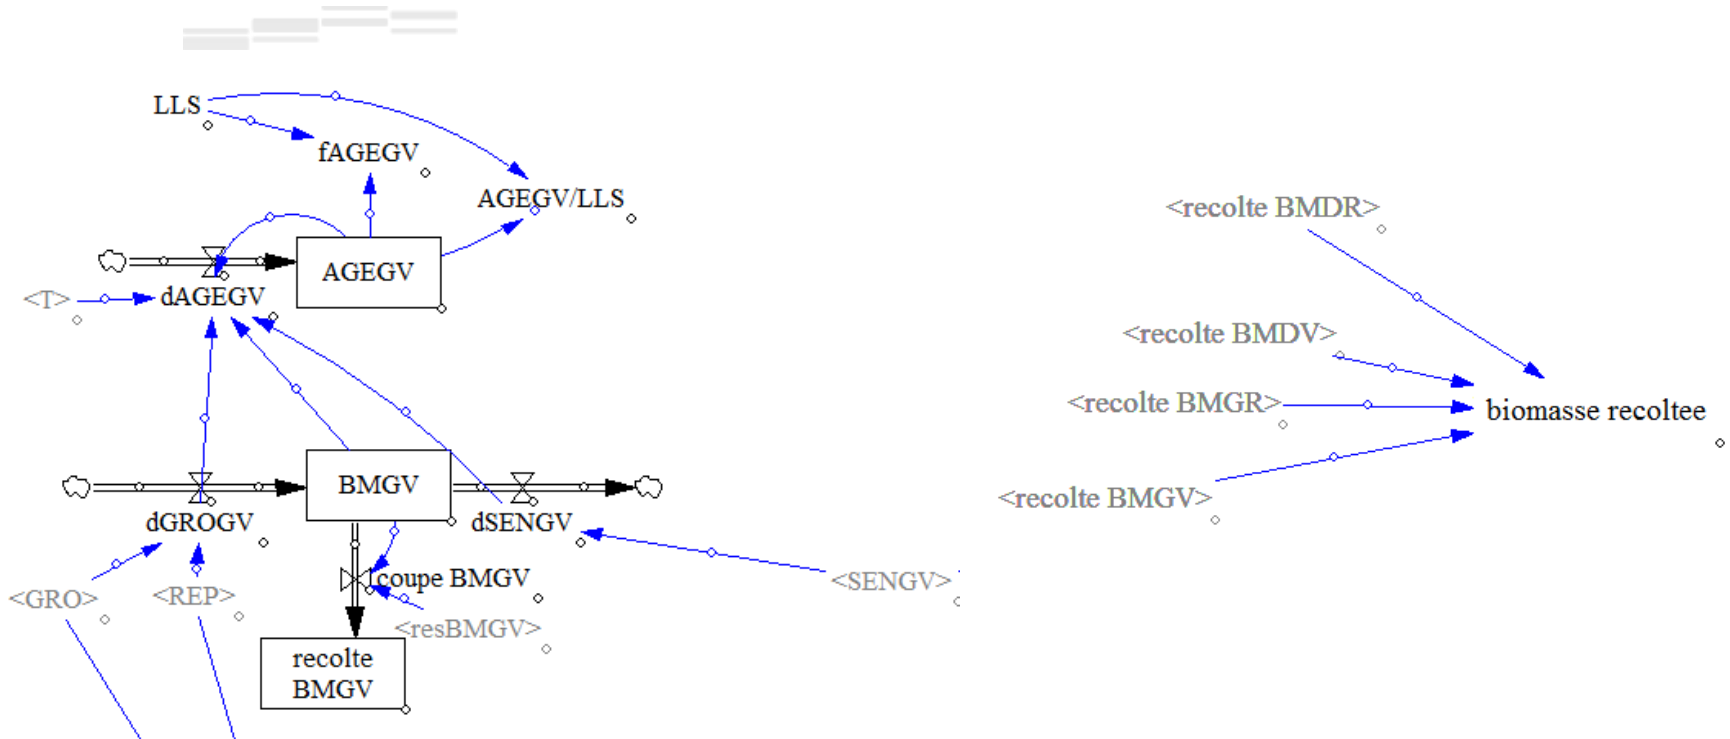 LLS
fAGEGV
AGEGV/LLS
AGEGV
<T>
dAGEGV
BMGV
dGROGV
dSENGV
coupe BMGV
<GRO>
<REP>
<resBMGV>
<SENGV>
recolte
BMGV
<recolte BMDR>
<recolte BMDV>
<recolte BMGR>
biomasse recoltee
<recolte BMGV>